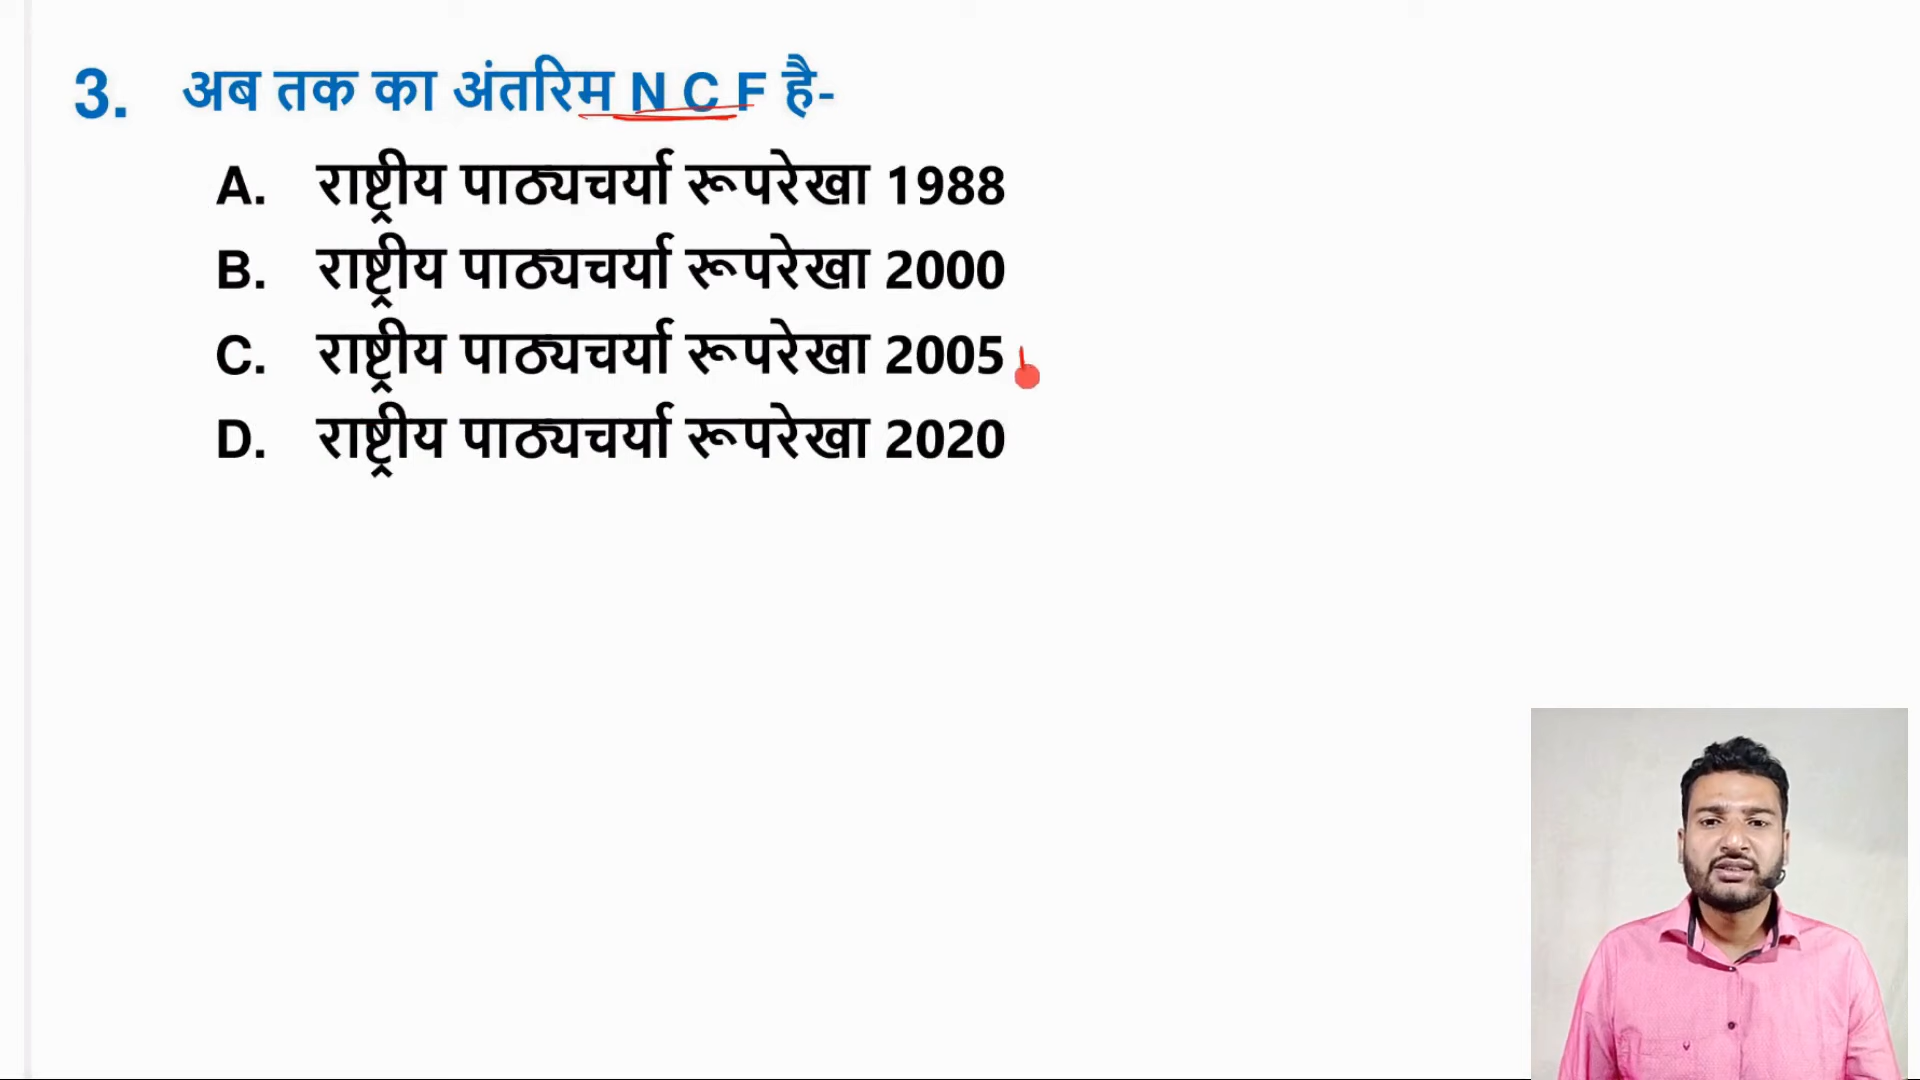 3. अब तक का अंतरिम N C F है-
A. राष्ट्रीय पाठ्यचर्या रूपरेखा 1988
B. राष्ट्रीय पाठ्यचर्या रूपरेखा 2000
C. राष्ट्रीय पाठ्यचर्या रूपरेखा 2005
D. राष्ट्रीय पाठ्यचर्या रूपरेखा 2020